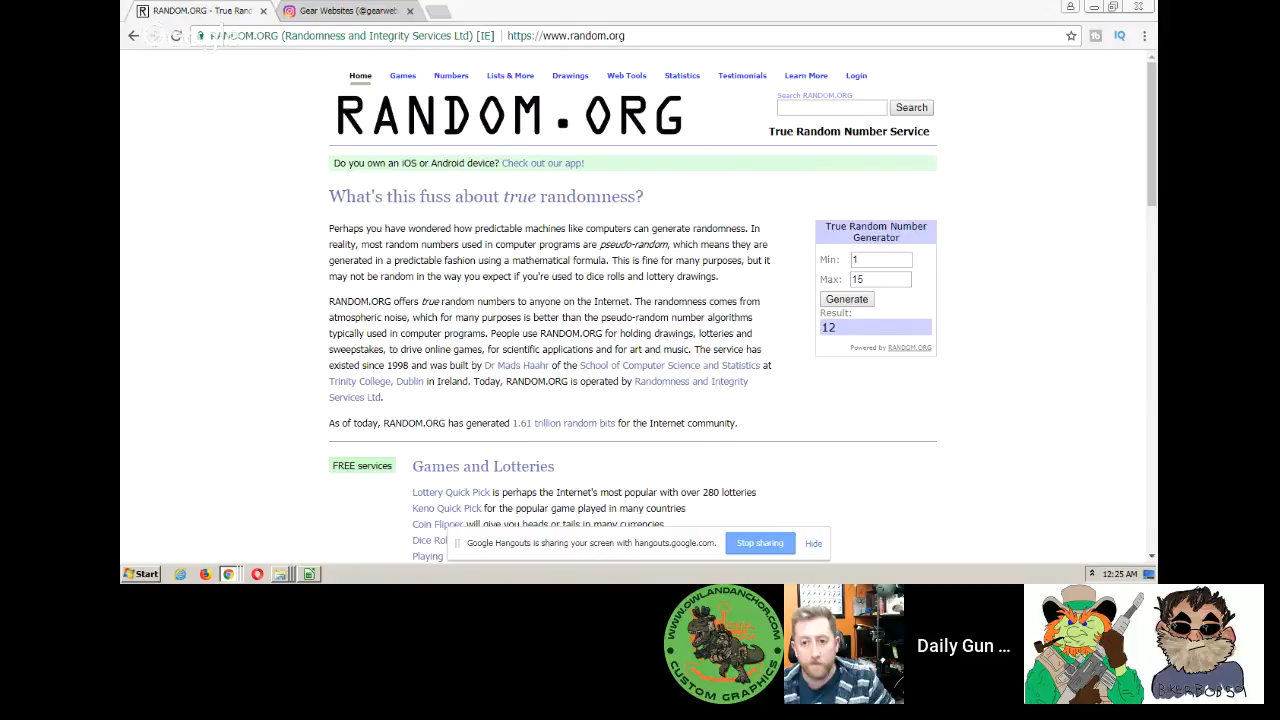 RANDOM.ORG - True Rand
Gear Websites (@gearweb
RANDOM.ORG (Randomness and Integrity Services Ltd) [IE]
https://www.random.org
Home Games Numbers Lists & More Drawings Web Tools Statistics Testimonials Learn More Login
RANDOM.ORG
Search RANDOM.ORG
Search
True Random Number Service
Do you own an iOS or Android device? Check out our app!
What's this fuss about true randomness?
Perhaps you have wondered how predictable machines like computers can generate randomness. In
reality, most random numbers used in computer programs are pseudo-random, which means they are
generated in a predictable fashion using a mathematical formula. This is fine for many purposes, but it
may not be random in the way you expect if you're used to dice rolls and lottery drawings.
RANDOM.ORG offers true random numbers to anyone on the Internet. The randomness comes from
atmospheric noise, which for many purposes is better than the pseudo-random number algorithms
typically used in computer programs. People use RANDOM.ORG for holding drawings, lotteries and
sweepstakes, to drive online games, for scientific applications and for art and music. The service has
existed since 1998 and was built by Dr Mads Haahr of the School of Computer Science and Statistics at
Trinity College, Dublin in Ireland. Today, RANDOM.ORG is operated by Randomness and Integrity
Services Ltd.
As of today, RANDOM.ORG has generated 1.61 trillion random bits for the Internet community.
True Random Number
Generator
Min: 1
Max: 15
Generate
Result:
12
Powered by RANDOM.ORG
FREE services
Games and Lotteries
Lottery Quick Pick is perhaps the Internet's most popular with over 280 lotteries
Keno Quick Pick for the popular game played in many countries
Coin Flipper will give you heads or tails in many currencies
Dice Rol
Playing
Google Hangouts is sharing your screen with hangouts.google.com.
Stop sharing
Hide
Start
12:25 AM
WWW.OWLANDANCHOR.COM
CUSTOM GRAPHICS
Daily Gun ...